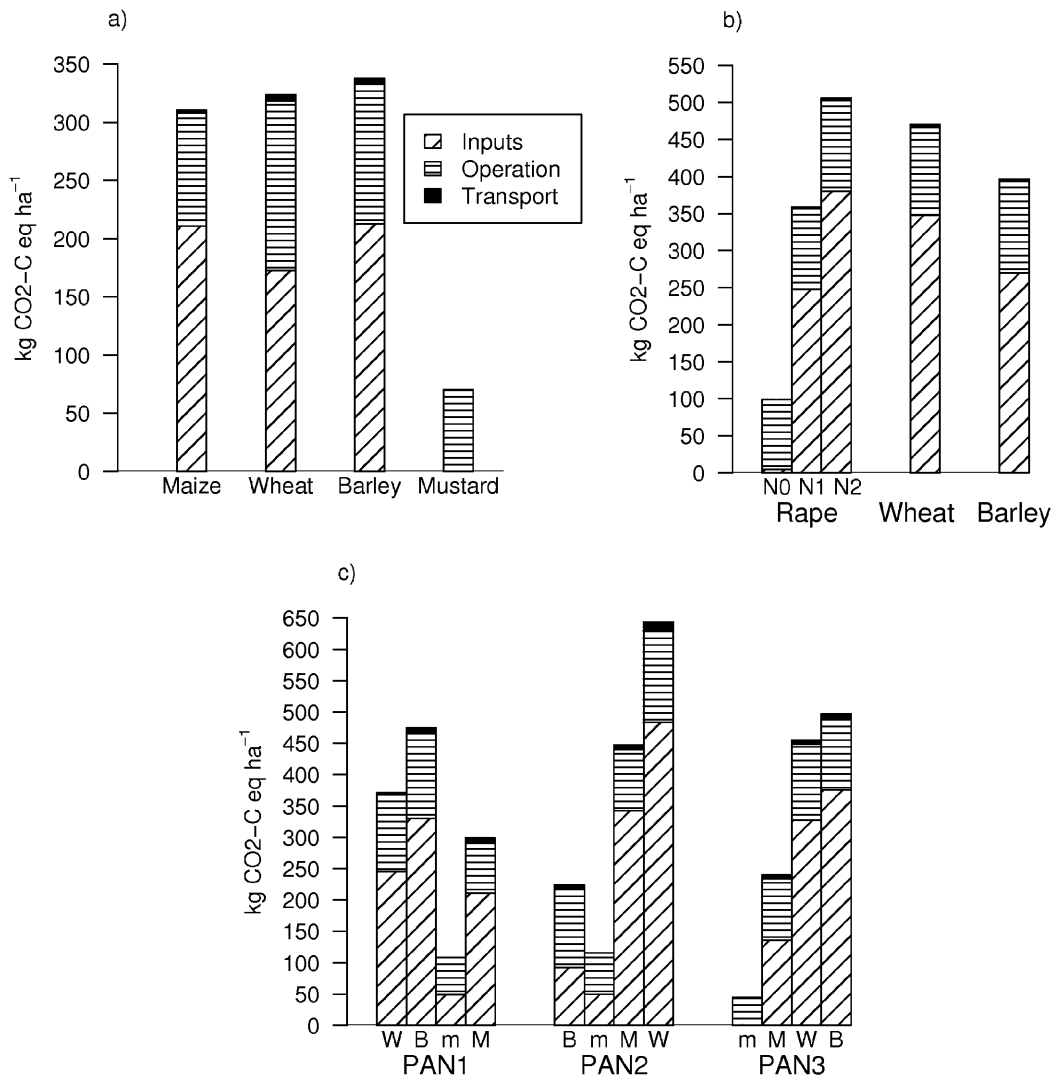 a)
kg CO2−C eq ha−1
350
300
250
200
150
100
50
0
Maize Wheat Barley Mustard
Inputs
Operation
Transport
b)
kg CO2−C eq ha−1
550
500
450
400
350
300
250
200
150
100
50
0
N0 N1 N2
Rape Wheat Barley
c)
kg CO2−C eq ha−1
650
600
550
500
450
400
350
300
250
200
150
100
50
0
W B m M B m M W m M W B
PAN1 PAN2 PAN3